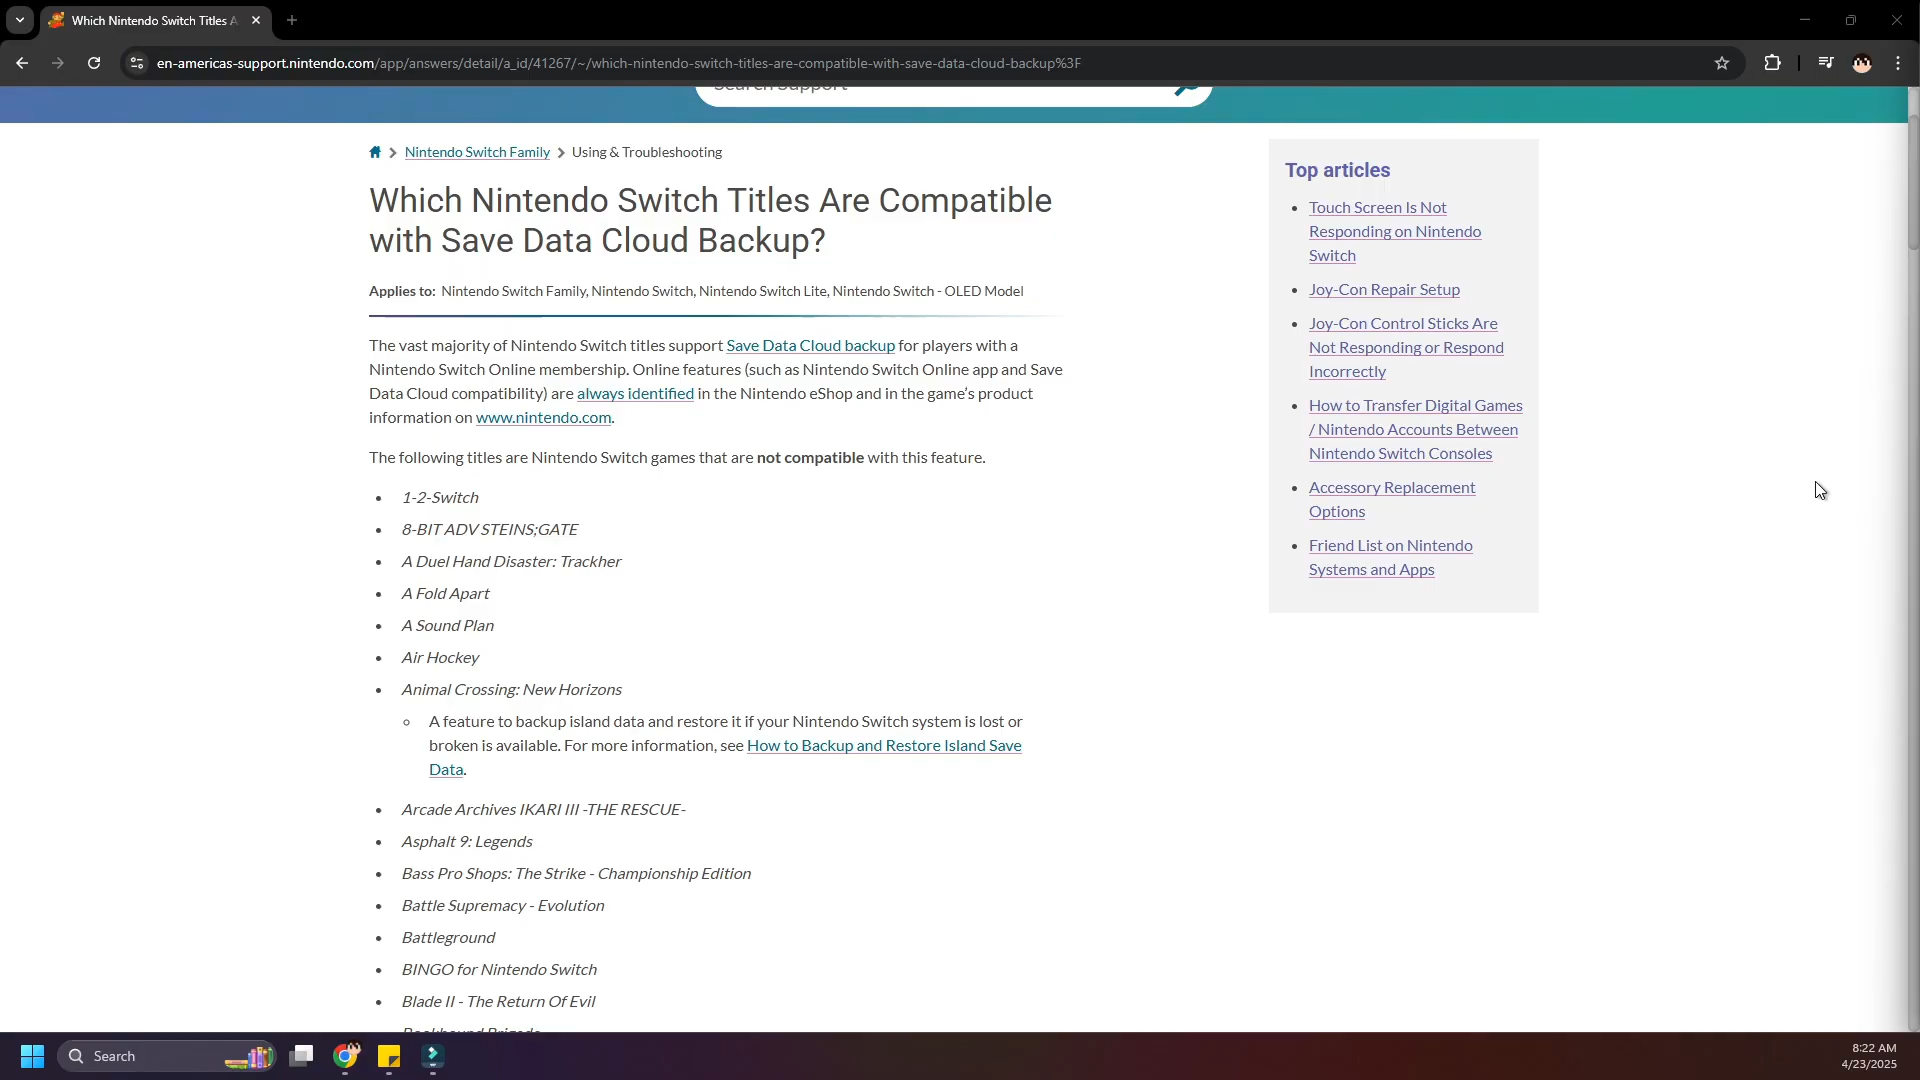 Which Nintendo Switch Titles A
en-americas-support.nintendo.com/app/answers/detail/a_id/41267/~/which-nintendo-switch-titles-are-compatible-with-save-data-cloud-backup%3F
Search Support
Nintendo Switch Family
Using & Troubleshooting
Which Nintendo Switch Titles Are Compatible
with Save Data Cloud Backup?
Applies to: Nintendo Switch Family, Nintendo Switch, Nintendo Switch Lite, Nintendo Switch - OLED Model
The vast majority of Nintendo Switch titles support Save Data Cloud backup for players with a
Nintendo Switch Online membership. Online features (such as Nintendo Switch Online app and Save
Data Cloud compatibility) are always identified in the Nintendo eShop and in the game’s product
information on www.nintendo.com.
The following titles are Nintendo Switch games that are not compatible with this feature.
1-2-Switch
8-BIT ADV STEINS;GATE
A Duel Hand Disaster: Trackher
A Fold Apart
A Sound Plan
Air Hockey
Animal Crossing: New Horizons
A feature to backup island data and restore it if your Nintendo Switch system is lost or
broken is available. For more information, see How to Backup and Restore Island Save
Data.
Arcade Archives IKARI III -THE RESCUE-
Asphalt 9: Legends
Bass Pro Shops: The Strike - Championship Edition
Battle Supremacy - Evolution
Battleground
BINGO for Nintendo Switch
Blade II - The Return Of Evil
Top articles
Touch Screen Is Not
Responding on Nintendo
Switch
Joy-Con Repair Setup
Joy-Con Control Sticks Are
Not Responding or Respond
Incorrectly
How to Transfer Digital Games
/ Nintendo Accounts Between
Nintendo Switch Consoles
Accessory Replacement
Options
Friend List on Nintendo
Systems and Apps
Search
8:22 AM
4/23/2025